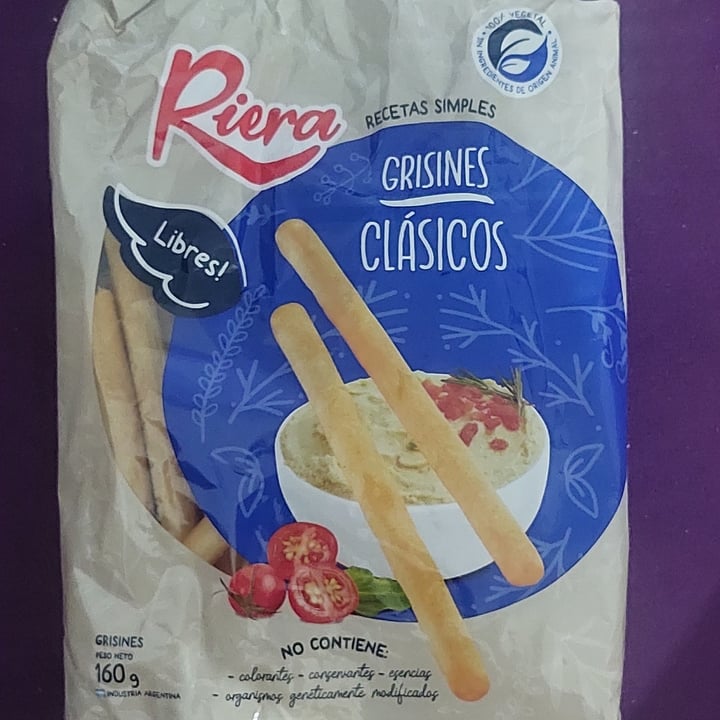 100% VEGETAL
SIN INGREDIENTES DE ORIGEN ANIMAL
Riera
RECETAS SIMPLES
GRISINES
CLÁSICOS
Libres!
GRISINES
PESO NETO
160 g
INDUSTRIA ARGENTINA
NO CONTIENE:
- colorantes - conservantes - esencias
- organismos genéticamente modificados